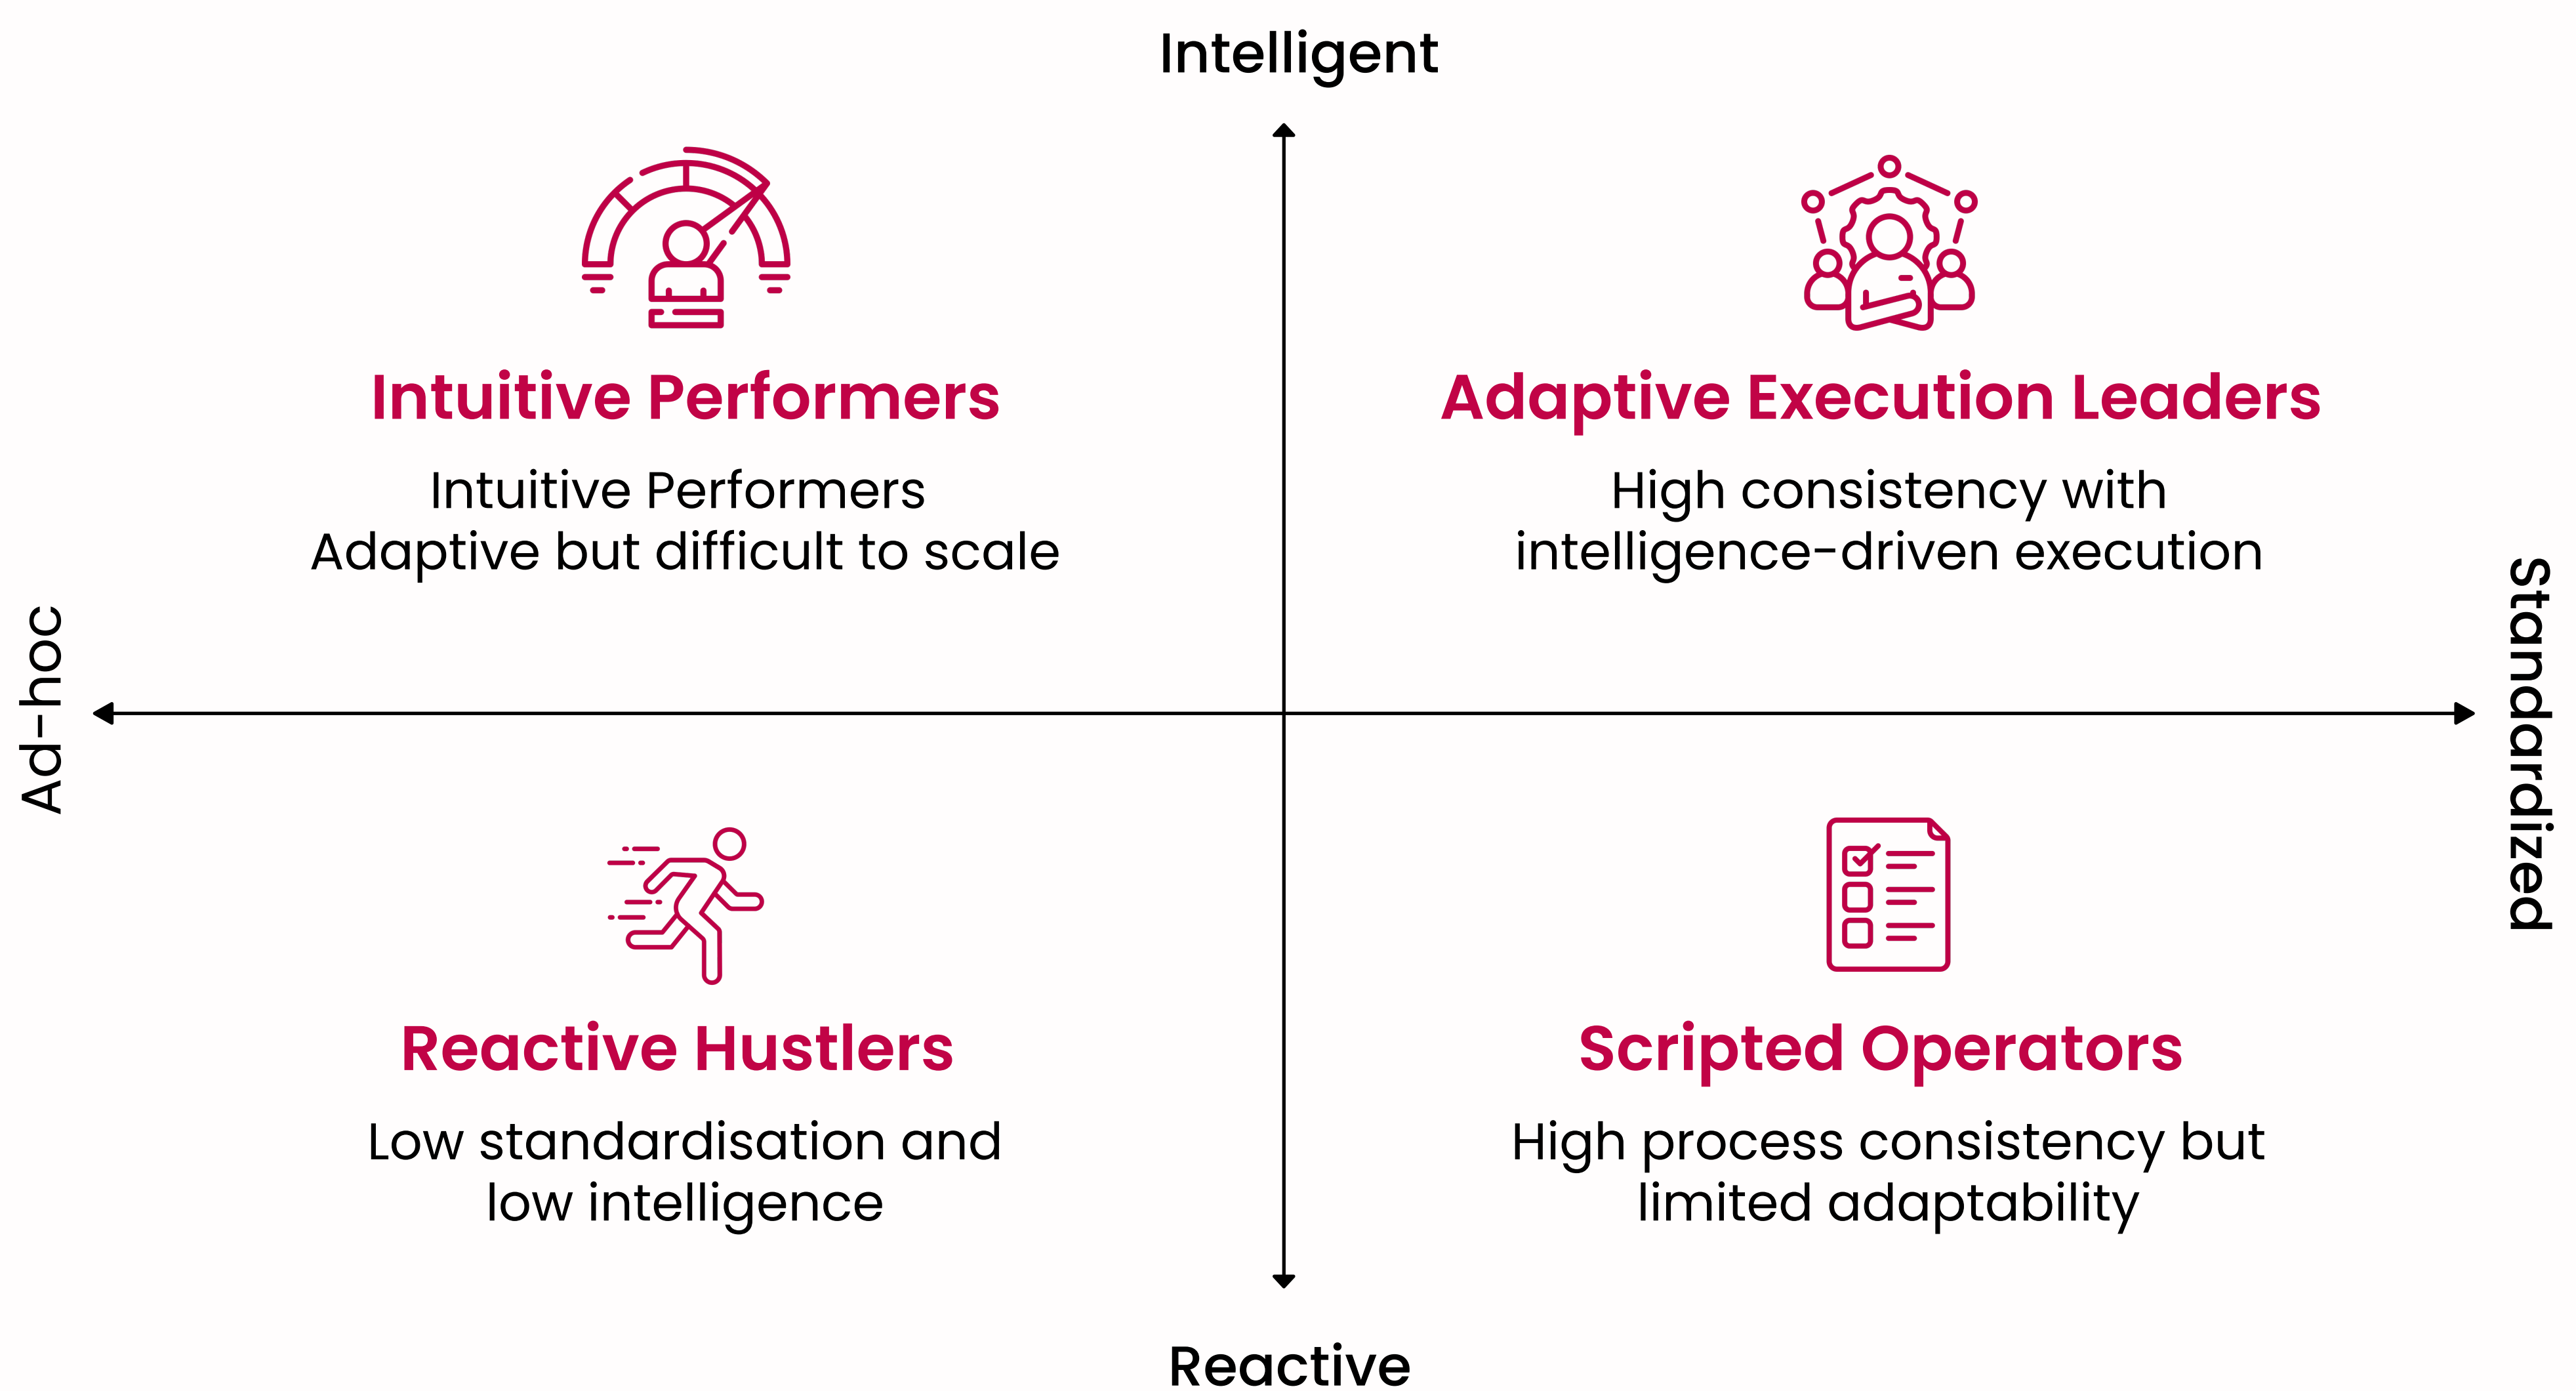 Intelligent
Intuitive Performers
Intuitive Performers
Adaptive but difficult to scale
Adaptive Execution Leaders
High consistency with
intelligence-driven execution
Ad-hoc
Standardized
Reactive Hustlers
Low standardisation and
low intelligence
Scripted Operators
High process consistency but
limited adaptability
Reactive